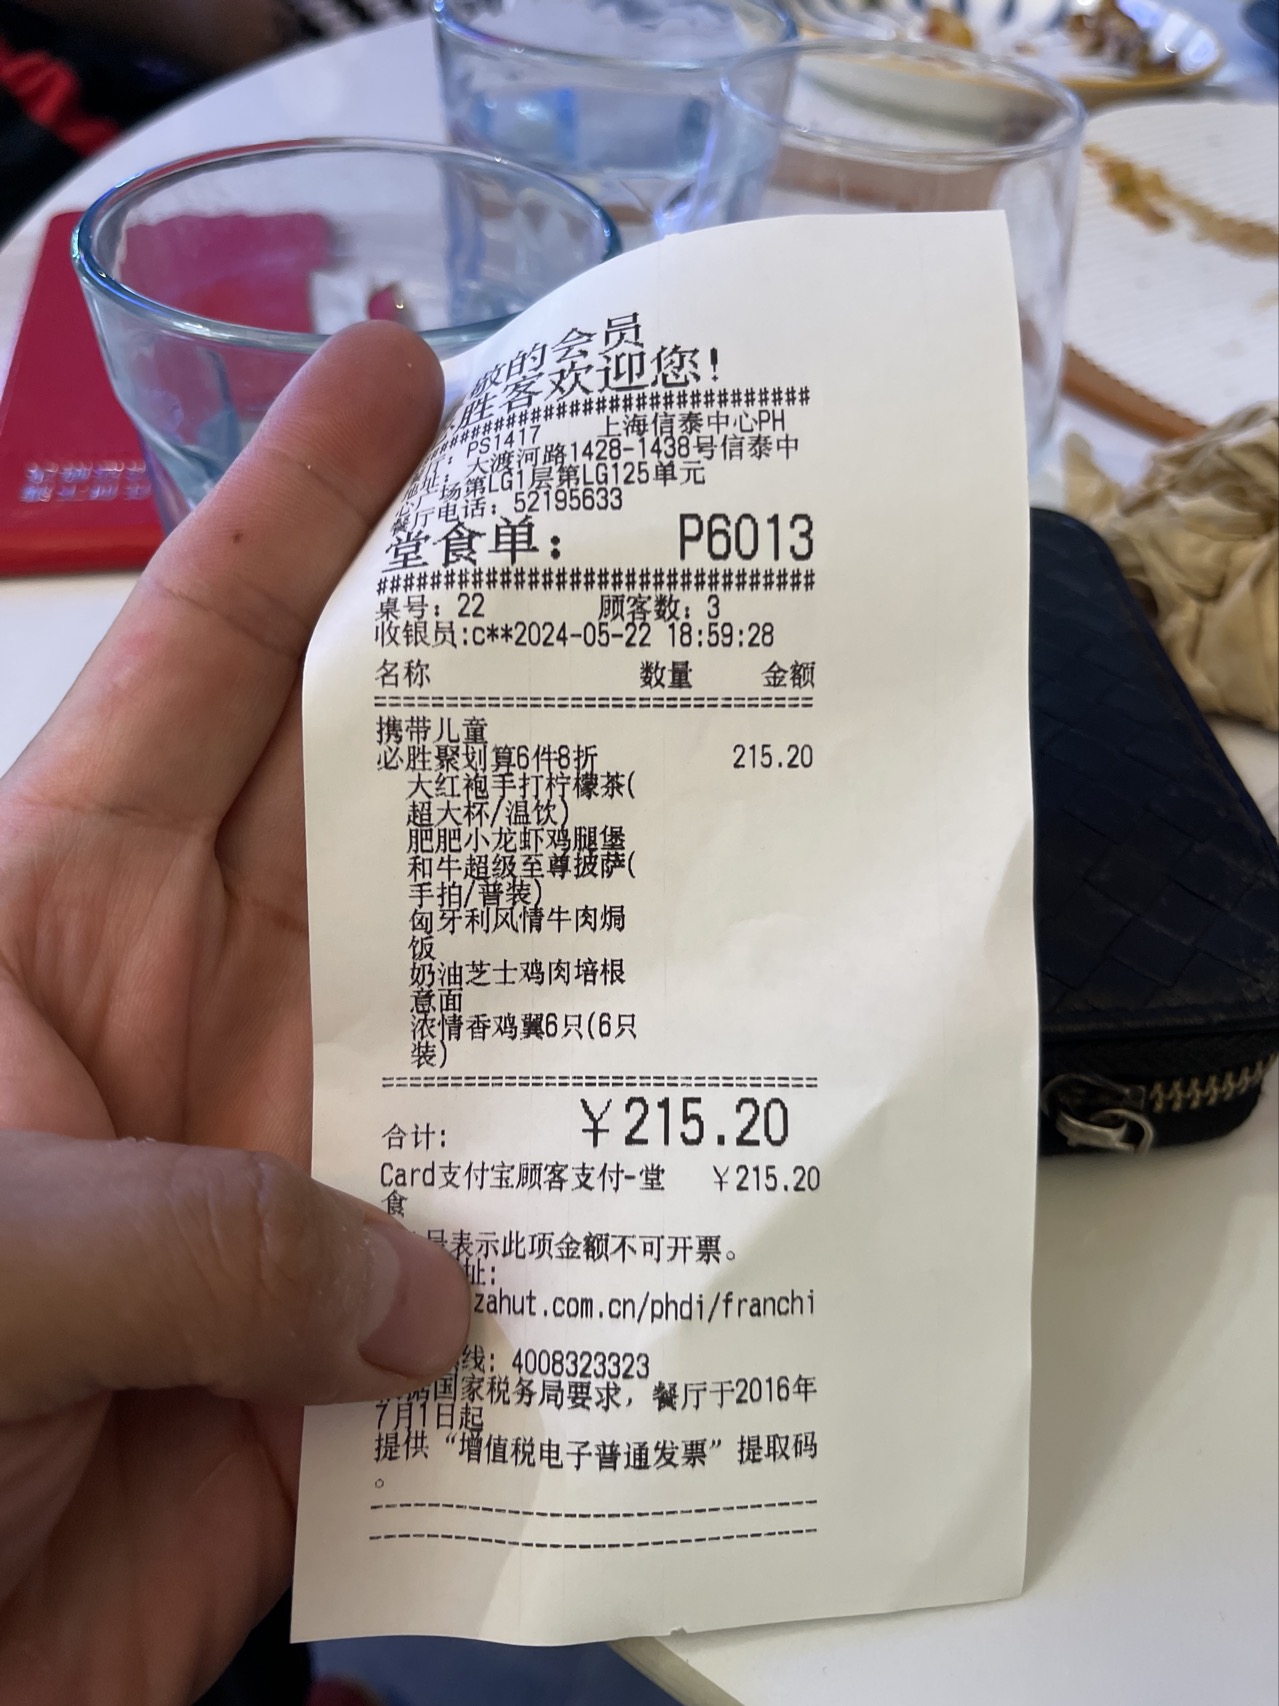 的会员
胜客欢迎您!
##############################
PS1417 上海信泰中心PH
地址: 大渡河路1428-1438号信泰中
心广场第LG1层第LG125单元
餐厅电话: 52195633
堂食单: P6013
##############################
桌号: 22 顾客数: 3
收银员:c**2024-05-22 18:59:28
名称 数量 金额
==============================
携带儿童
必胜聚划算6件8折 215.20
大红袍手打柠檬茶(
超大杯/温饮)
肥肥小龙虾鸡腿堡
和牛超级至尊披萨(
手拍/普装)
匈牙利风情牛肉焗
饭
奶油芝士鸡肉培根
意面
浓情香鸡翼6只(6只
装)
==============================
合计: ¥215.20
Card支付宝顾客支付-堂 ¥215.20
食
表示此项金额不可开票。
址:
zahut.com.cn/phdi/franchi
线: 4008323323
据国家税务局要求, 餐厅于2016年
7月1日起
提供“增值税电子普通发票”提取码
。
------------------------------
------------------------------